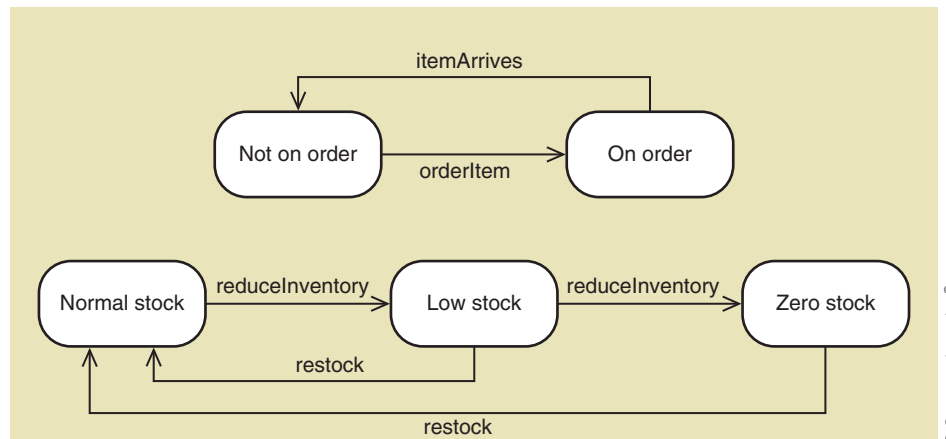 itemArrives
Not on order
On order
orderItem
reduceInventory
reduceInventory
Normal stock
Low stock
Zero stock
restock
restock